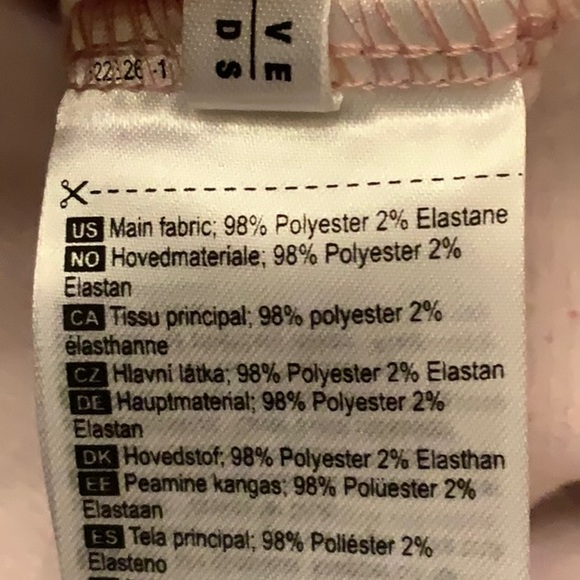 VE
DS
US Main fabric; 98% Polyester 2% Elastane
NO Hovedmateriale; 98% Polyester 2%
Elastan
CA Tissu principal; 98% polyester 2%
élasthanne
CZ Hlavní látka; 98% Polyester 2% Elastan
DE Hauptmaterial; 98% Polyester 2%
Elastan
DK Hovedstof; 98% Polyester 2% Elasthan
EE Peamine kangas; 98% Polüester 2%
Elastaan
ES Tela principal; 98% Poliéster 2%
Elasteno